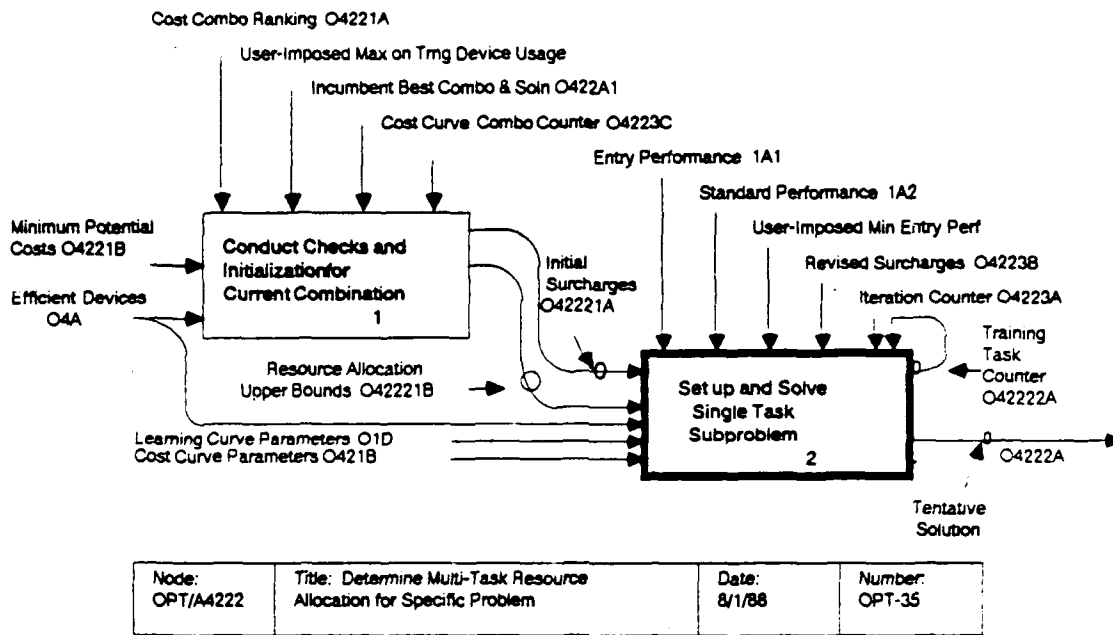 Cost Combo Ranking O4221A
User-Imposed Max on Trng Device Usage
Incumbent Best Combo & Soln O422A1
Cost Curve Combo Counter O4223C
Entry Performance 1A1
Standard Performance 1A2
User-Imposed Min Entry Perf
Revised Surcharges O4223B
Iteration Counter O4223A
Minimum Potential
Costs O4221B
Efficient Devices
O4A
Conduct Checks and
Initializationfor
Current Combination
1
Initial
Surcharges
O42221A
Training
Task
Counter
O42222A
Resource Allocation
Upper Bounds O42221B
Set up and Solve
Single Task
Subproblem
2
Learning Curve Parameters O1D
Cost Curve Parameters O421B
O4222A
Tentative
Solution
Node:
OPT/A4222
Title: Determine Multi-Task Resource
Allocation for Specific Problem
Date:
8/1/88
Number:
OPT-35